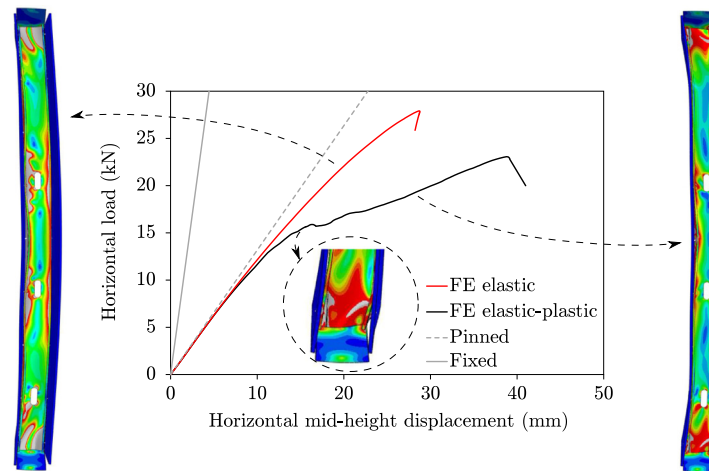 30
25
20
15
10
5
0
Horizontal load (kN)
FE elastic
FE elastic-plastic
Pinned
Fixed
0 10 20 30 40 50
Horizontal mid-height displacement (mm)